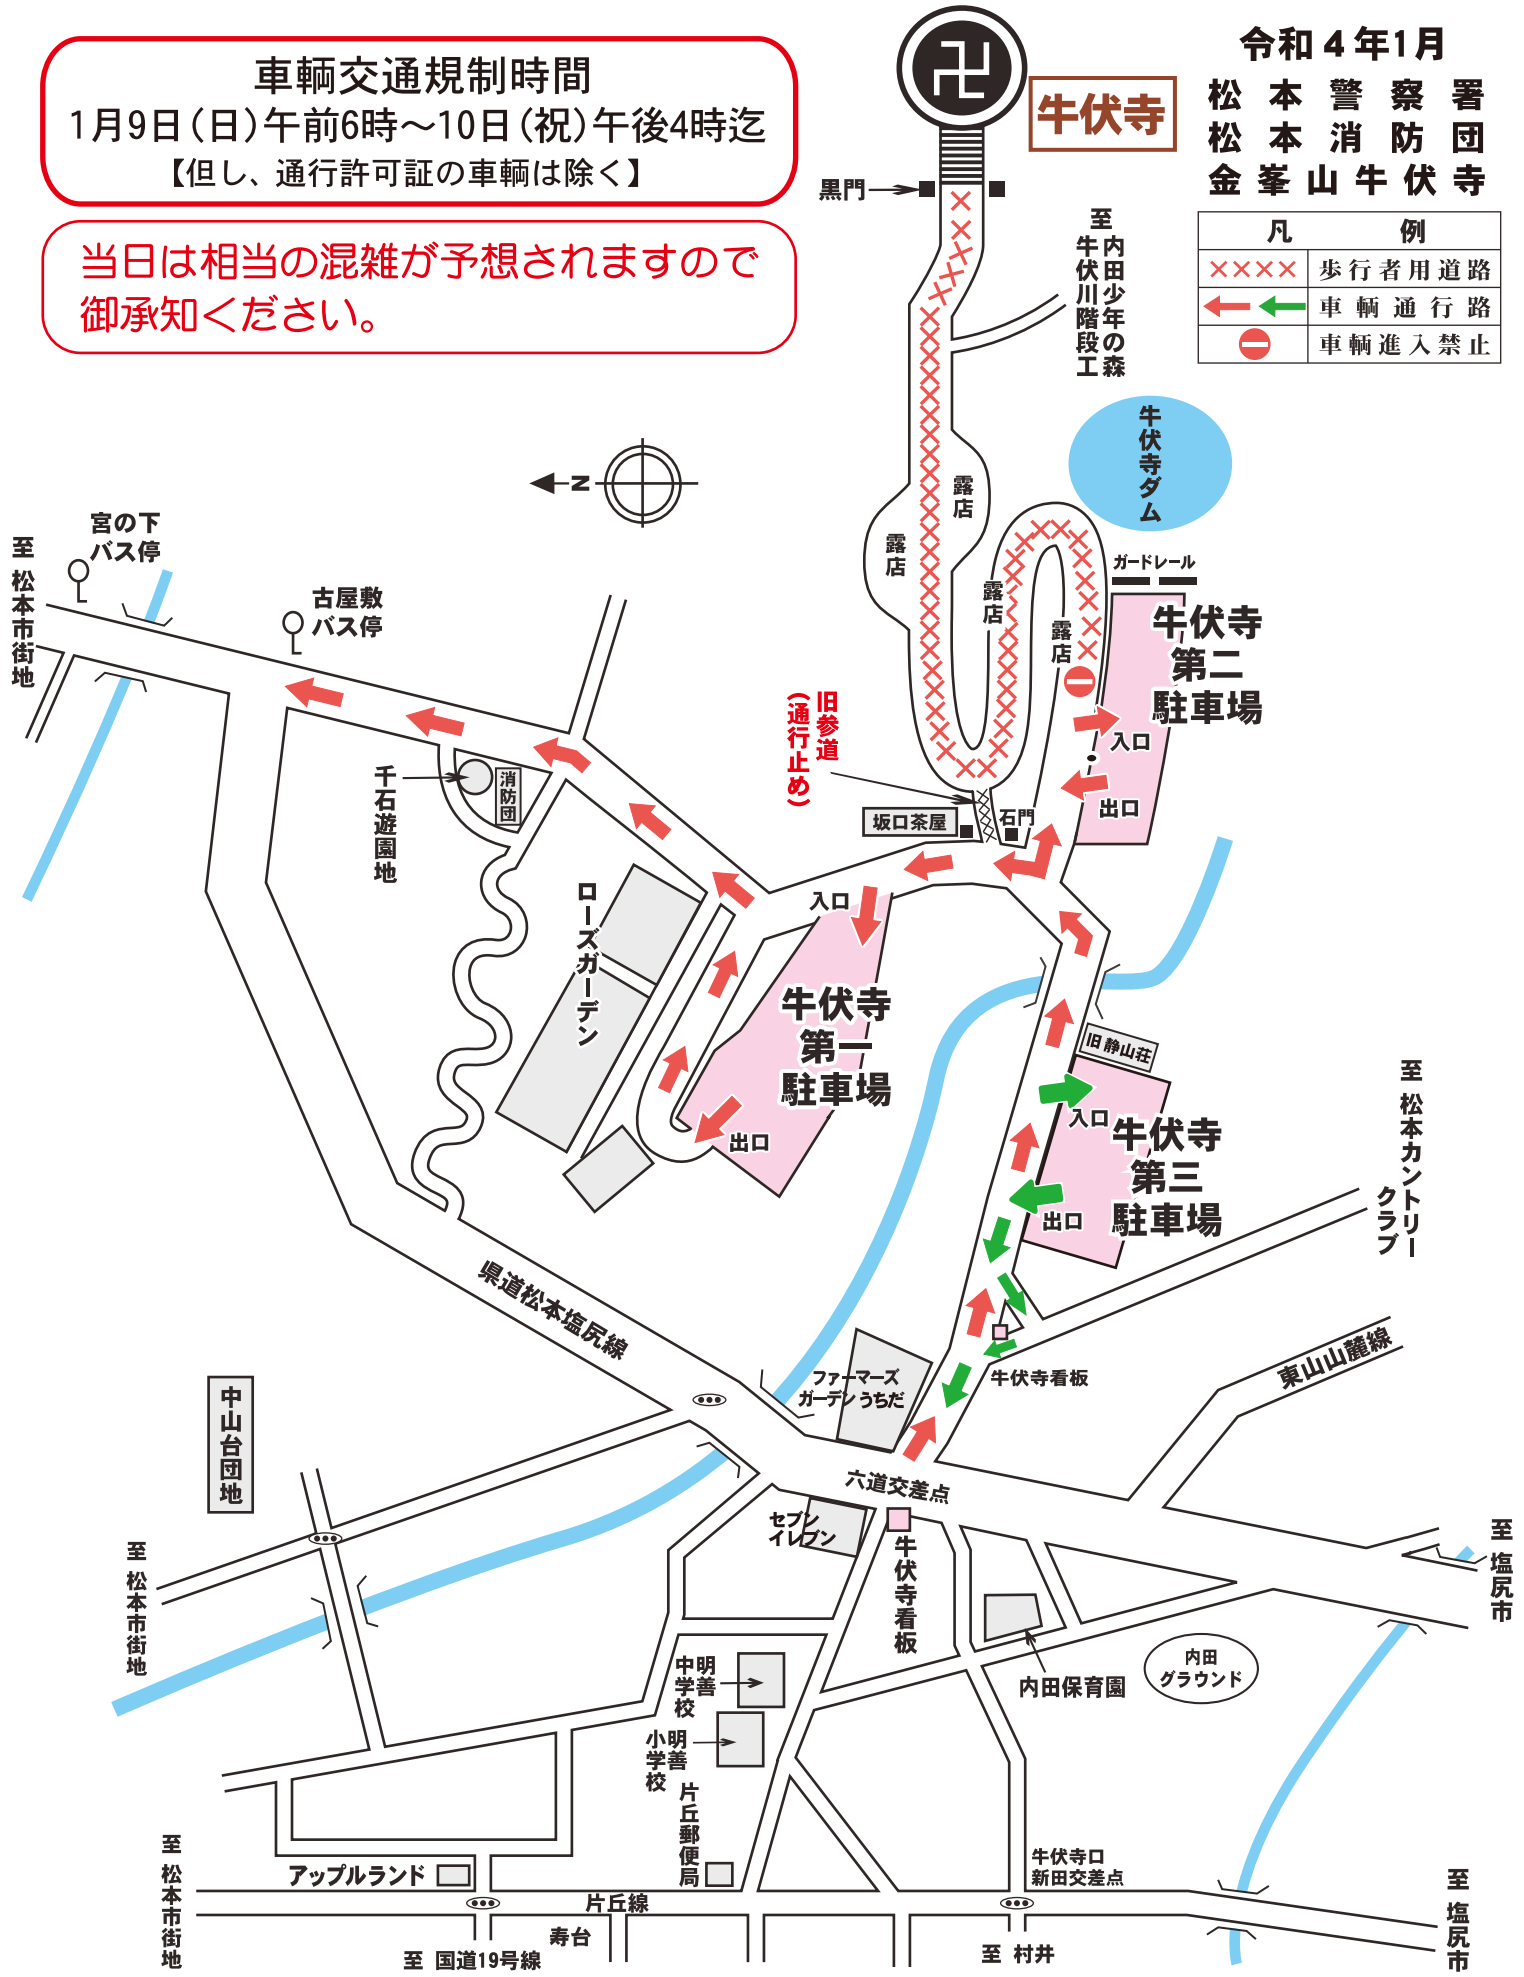 車輌交通規制時間
1月9日(日)午前6時～10日(祝)午後4時迄
【但し、通行許可証の車輌は除く】
当日は相当の混雑が予想されますので
御承知ください。
卍
牛伏寺
令和4年1月
松本警察署
松本消防団
金峯山牛伏寺
凡例
歩行者用道路
車輌通行路
車輌進入禁止
黒門
至
内田少年の森
牛伏川階段工
牛伏寺ダム
N
露店
露店
露店
露店
ガードレール
宮の下
バス停
至 松本市街地
古屋敷
バス停
牛伏寺
第二
駐車場
入口
出口
旧参道
(通行止め)
千石遊園地
消防団
坂口茶屋
石門
ローズガーデン
入口
牛伏寺
第一
駐車場
出口
旧静山荘
入口
牛伏寺
第三
駐車場
出口
至 松本カントリー
クラブ
県道松本塩尻線
ファーマーズ
ガーデンうちだ
牛伏寺看板
東山山麓線
中山台団地
六道交差点
セブン
イレブン
牛伏寺看板
至 塩尻市
至 松本市街地
内田保育園
内田
グラウンド
明善
中学校
明善
小学校
片丘郵便局
至 松本市街地
アップルランド
片丘線
牛伏寺口
新田交差点
寿台
至 国道19号線
至 村井
至 塩尻市